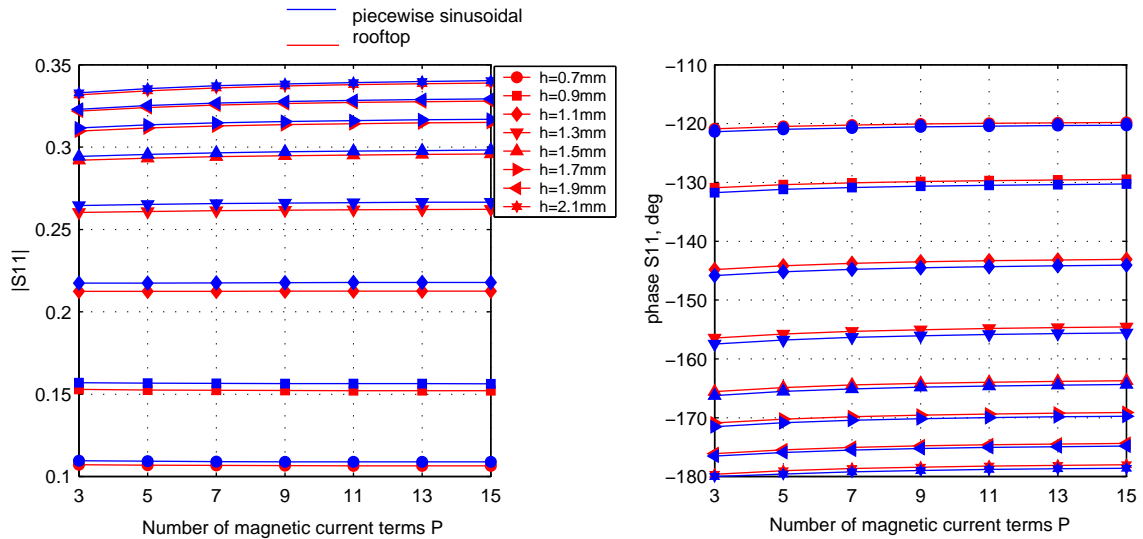 piecewise sinusoidal
rooftop
0.35
0.3
0.25
0.2
0.15
0.1
|S11|
3 5 7 9 11 13 15
Number of magnetic current terms P
h=0.7mm
h=0.9mm
h=1.1mm
h=1.3mm
h=1.5mm
h=1.7mm
h=1.9mm
h=2.1mm
−110
−120
−130
−140
−150
−160
−170
−180
phase S11, deg
3 5 7 9 11 13 15
Number of magnetic current terms P